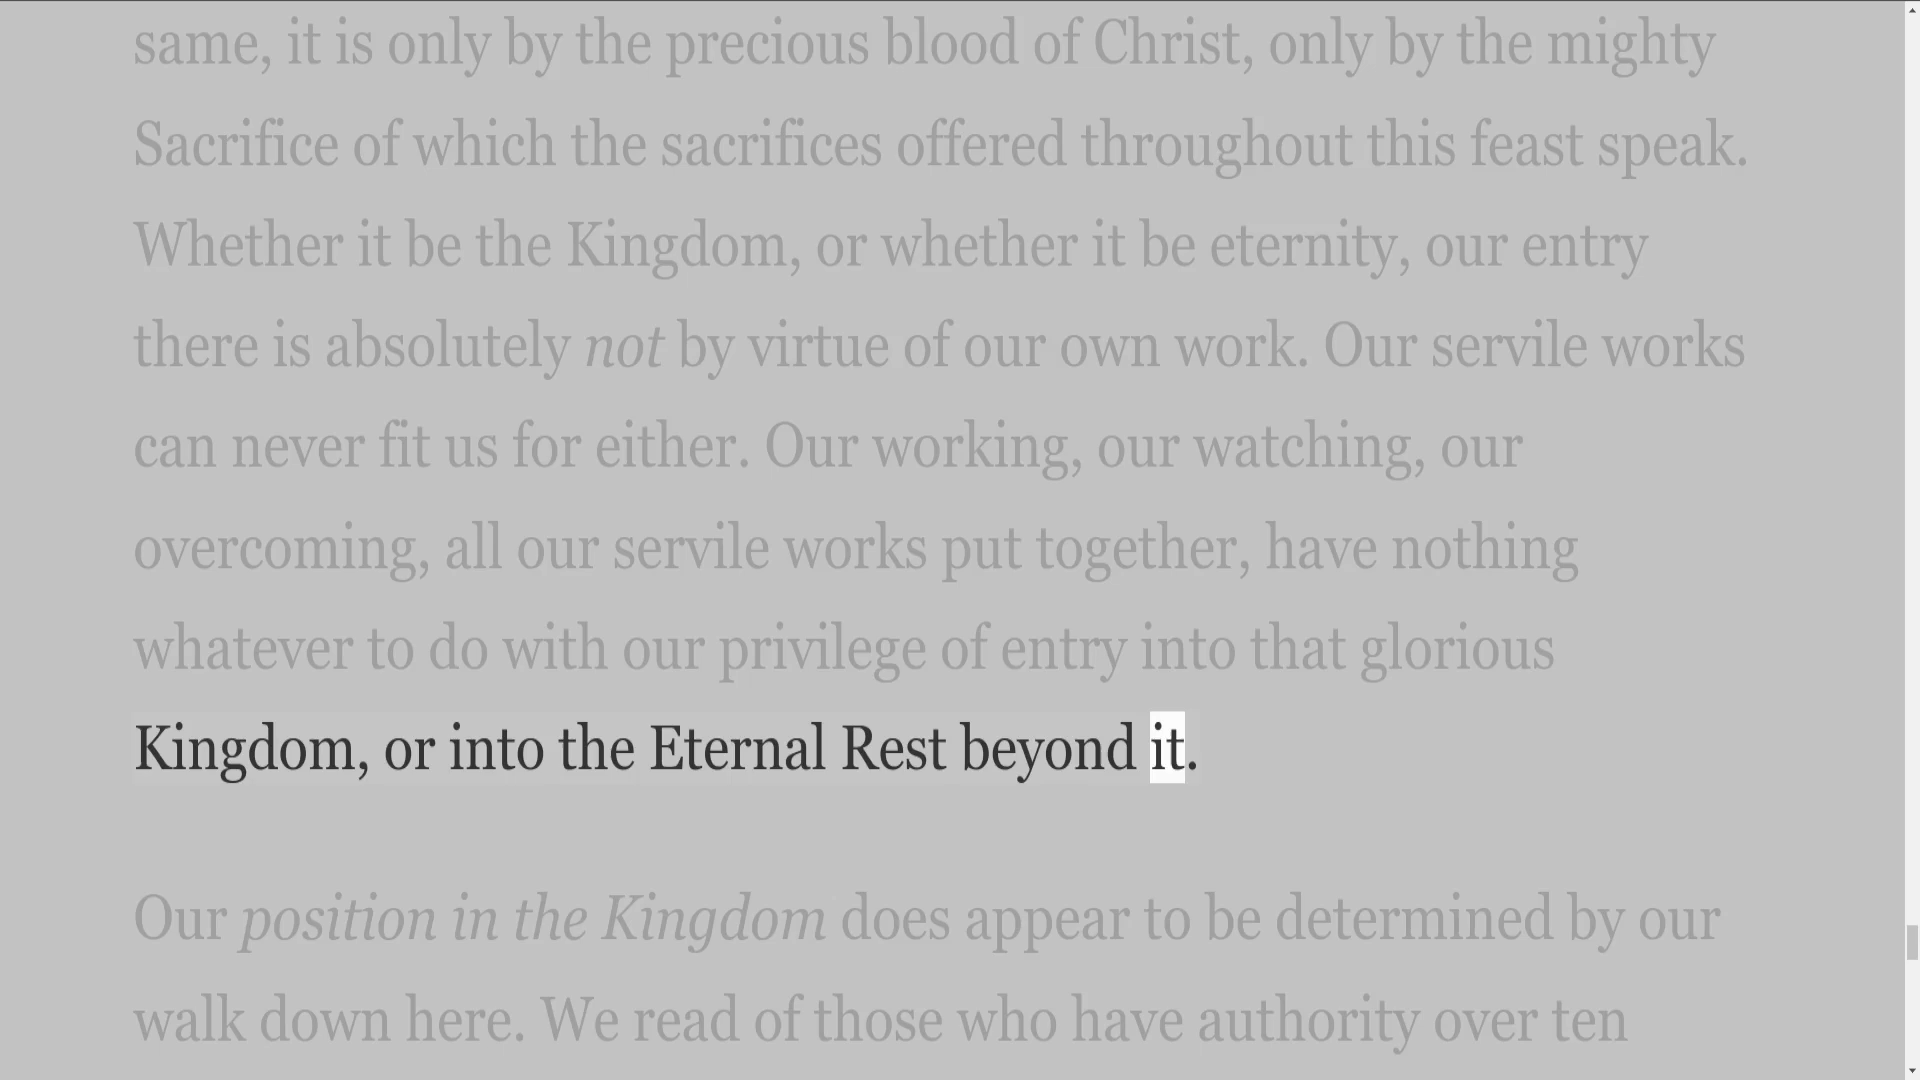 same, it is only by the precious blood of Christ, only by the mighty
Sacrifice of which the sacrifices offered throughout this feast speak.
Whether it be the Kingdom, or whether it be eternity, our entry
there is absolutely not by virtue of our own work. Our servile works
can never fit us for either. Our working, our watching, our
overcoming, all our servile works put together, have nothing
whatever to do with our privilege of entry into that glorious
Kingdom, or into the Eternal Rest beyond it.
Our position in the Kingdom does appear to be determined by our
walk down here. We read of those who have authority over ten